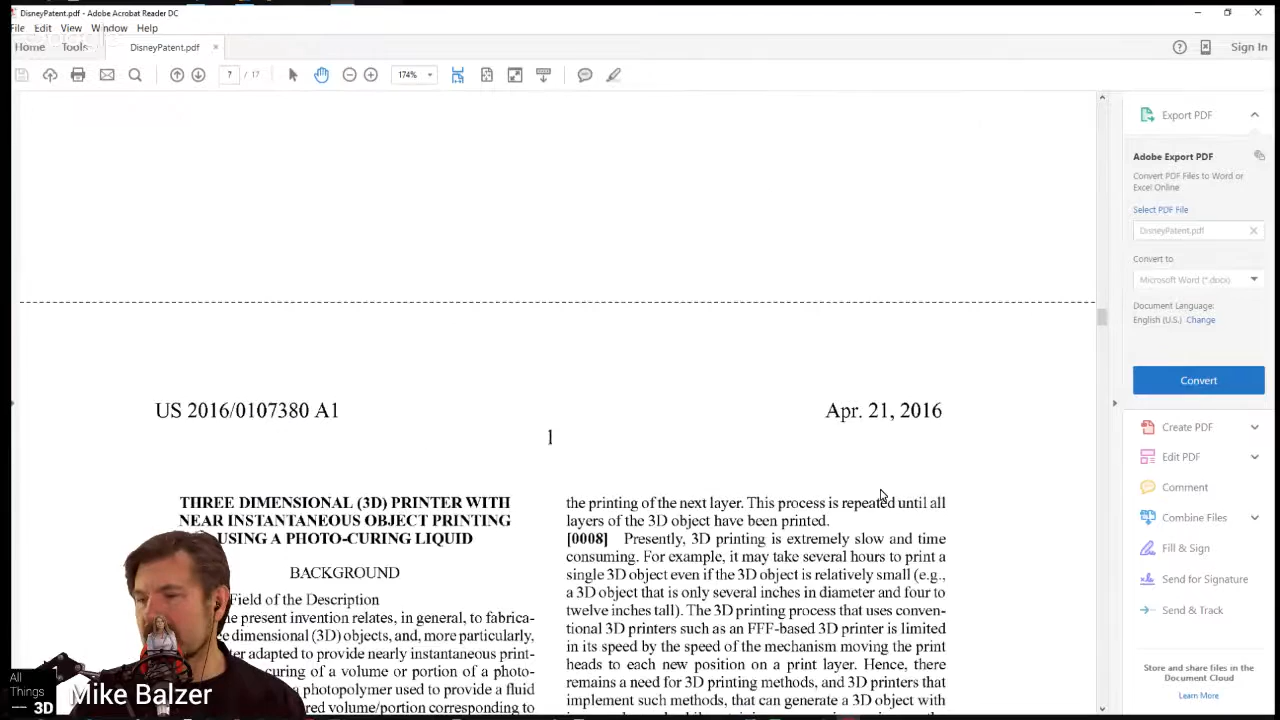 DisneyPatent.pdf - Adobe Acrobat Reader DC
File Edit View Window Help
Home Tools DisneyPatent.pdf × Sign In
7 / 17 174%
Export PDF
Adobe Export PDF
Convert PDF Files to Word or
Excel Online
Select PDF File
DisneyPatent.pdf
Convert to
Microsoft Word (*.docx)
Document Language:
English (U.S.) Change
Convert
Create PDF
Edit PDF
Comment
Combine Files
Fill & Sign
Send for Signature
Send & Track
Store and share files in the
Document Cloud
Learn More
US 2016/0107380 A1
Apr. 21, 2016
1
THREE DIMENSIONAL (3D) PRINTER WITH
NEAR INSTANTANEOUS OBJECT PRINTING
USING A PHOTO-CURING LIQUID
BACKGROUND
Field of the Description
present invention relates, in general, to fabrica-
dimensional (3D) objects, and, more particularly,
adapted to provide nearly instantaneous print-
curing of a volume or portion of a photo-
a photopolymer used to provide a fluid
volume/portion corresponding to
the printing of the next layer. This process is repeated until all
layers of the 3D object have been printed.
[0008] Presently, 3D printing is extremely slow and time
consuming. For example, it may take several hours to print a
single 3D object even if the 3D object is relatively small (e.g.,
a 3D object that is only several inches in diameter and four to
twelve inches tall). The 3D printing process that uses conven-
tional 3D printers such as an FFF-based 3D printer is limited
in its speed by the speed of the mechanism moving the print
heads to each new position on a print layer. Hence, there
remains a need for 3D printing methods, and 3D printers that
implement such methods, that can generate a 3D object with
All
Things
3D
Mike Balzer